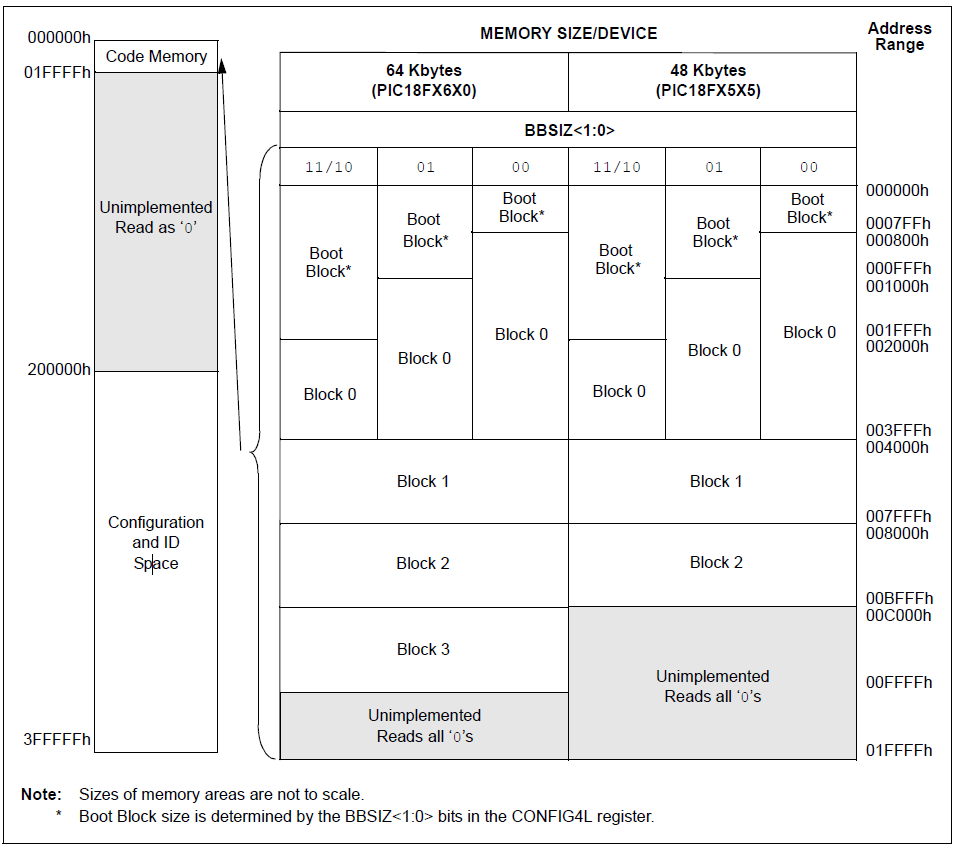 000000h
Code Memory
01FFFFh
Unimplemented
Read as ‘0’
200000h
Configuration
and ID
Space
3FFFFFh
MEMORY SIZE/DEVICE
Address
Range
64 Kbytes
(PIC18FX6X0)
48 Kbytes
(PIC18FX5X5)
BBSIZ<1:0>
11/10
01
00
11/10
01
00
Boot
Block*
Boot
Block*
Boot
Block*
Boot
Block*
Boot
Block*
Boot
Block*
Block 0
Block 0
Block 0
Block 0
Block 0
Block 0
Block 1
Block 1
Block 2
Block 2
Block 3
Unimplemented
Reads all ‘0’s
Unimplemented
Reads all ‘0’s
000000h
0007FFh
000800h
000FFFh
001000h
001FFFh
002000h
003FFFh
004000h
007FFFh
008000h
00BFFFh
00C000h
00FFFFh
01FFFFh
Note: Sizes of memory areas are not to scale.
* Boot Block size is determined by the BBSIZ<1:0> bits in the CONFIG4L register.